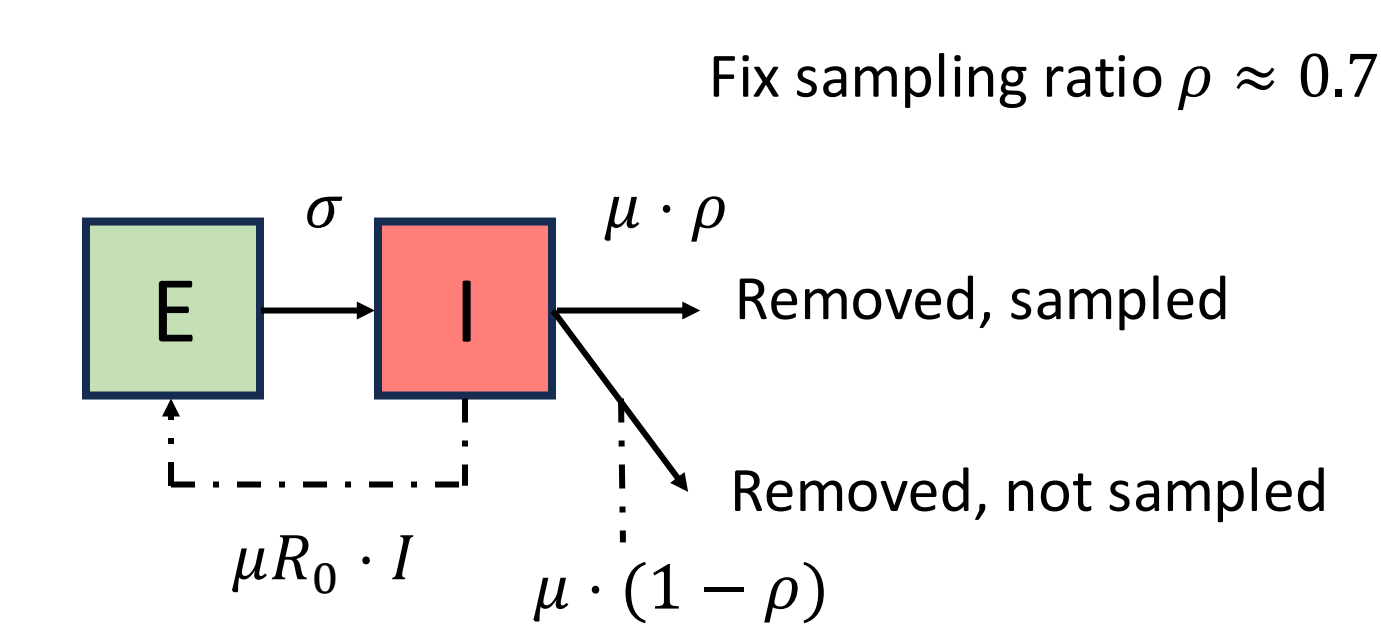 Fix sampling ratio ρ ≈ 0.7
σ
μ · ρ
E
I
Removed, sampled
Removed, not sampled
μR₀ · I
μ · (1 − ρ)